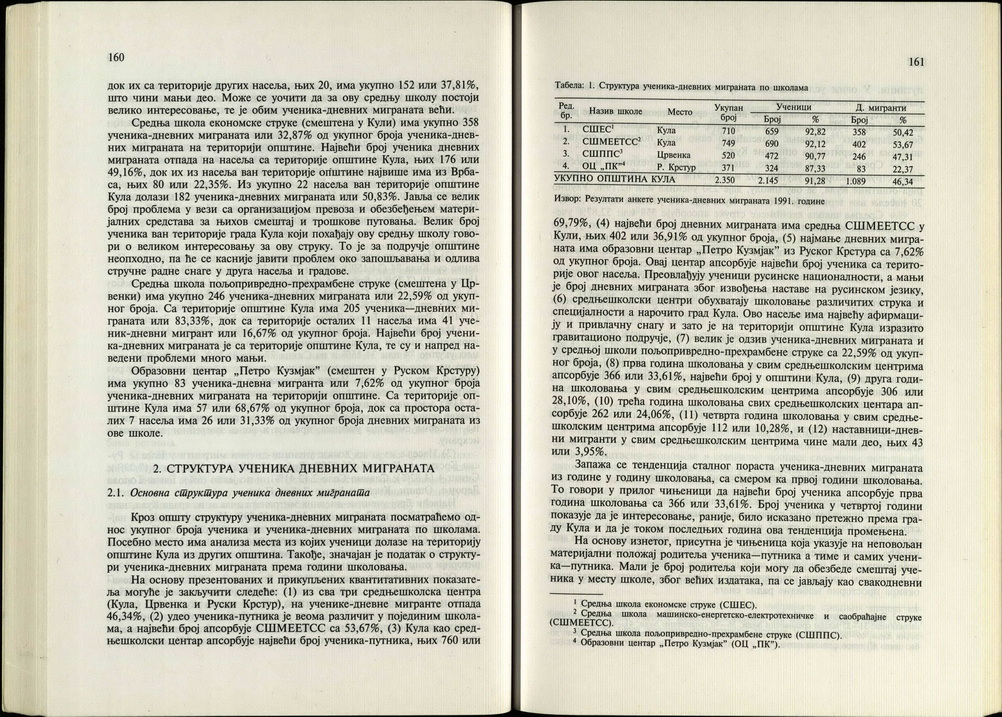 160
док их са територије других насеља, њих 20, има укупно 152 или 37,81%,
што чини мањи део. Може се уочити да за ову средњу школу постоји
велико интересовање, те је обим ученика-дневних миграната већи.
Средња школа економске струке (смештена у Кули) има укупно 358
ученика-дневних миграната или 32,87% од укупног броја ученика-днев-
них миграната на територији општине. Највећи број ученика дневних
миграната отпада на насеља са територије општине Кула, њих 176 или
49,16%, док их из насеља ван територије општине највише има из Врба-
са, њих 80 или 22,35%. Из укупно 22 насеља ван територије општине
Кула долази 182 ученика-дневних миграната или 50,83%. Јавља се велик
број проблема у вези са организацијом превоза и обезбеђењем матери-
јалних средстава за њихов смештај и трошкове путовања. Велик број
ученика ван територије града Кула који похађају ову средњу школу гово-
ри о великом интересовању за ову струку. То је за подручје општине
неопходно, па ће се касније јавити проблем око запошљавања и одлива
стручне радне снаге у друга насеља и градове.
Средња школа пољопривредно-прехрамбене струке (смештена у Цр-
венки) има укупно 246 ученика-дневних миграната или 22,59% од укуп-
ног броја. Са територије општине Кула има 205 ученика—дневних ми-
граната или 83,33%, док са територије осталих 11 насеља има 41 уче-
ник-дневни мигрант или 16,67% од укупног броја. Највећи број учени-
ка-дневних миграната је са територије општине Кула, те су и напред на-
ведени проблеми много мањи.
Образовни центар „Петро Кузмјак” (смештен у Руском Крстуру)
има укупно 83 ученика-дневна мигранта или 7,62% од укупног броја
ученика-дневних миграната на територији општине. Са територије оп-
штине Кула има 57 или 68,67% од укупног броја, док са простора оста-
лих 7 насеља има 26 или 31,33% од укупног броја дневних миграната из
ове школе.
2. СТРУКТУРА УЧЕНИКА ДНЕВНИХ МИГРАНАТА
2.1. Основна структура ученика дневних миграната
Кроз општу структуру ученика-дневних миграната посматраћемо од-
нос укупног броја ученика и ученика-дневних миграната по школама.
Посебно место има анализа места из којих ученици долазе на територију
општине Кула из других општина. Такође, значајан је податак о структу-
ри ученика-дневних миграната према години школовања.
На основу презентованих и прикупљених квантитативних показате-
ља могуће је закључити следеће: (1) из сва три средњешколска центра
(Кула, Црвенка и Руски Крстур), на ученике-дневне мигранте отпада
46,34%, (2) удео ученика-путника је веома различит у појединим школа-
ма, а највећи број апсорбује СШМЕЕТСС са 53,67%, (3) Кула као сред-
њешколски центар апсорбује највећи број ученика-путника, њих 760 или
161
Табела: 1. Структура ученика-дневних миграната по школама
Ред. бр. Назив школе Место Укупан број Ученици Д. мигранти
Број % Број %
1. СШЕС¹ Кула 710 659 92,82 358 50,42
2. СШМЕЕТСС² Кула 749 690 92,12 402 53,67
3. СШППС³ Црвенка 520 472 90,77 246 47,31
4. ОЦ „ПК”⁴ Р. Крстур 371 324 87,33 83 22,37
УКУПНО ОПШТИНА КУЛА 2.350 2.145 91,28 1.089 46,34
Извор: Резултати анкете ученика-дневних миграната 1991. године
69,79%, (4) највећи број дневних миграната има средња СШМЕЕТСС у
Кули, њих 402 или 36,91% од укупног броја, (5) најмање дневних мигра-
ната има образовни центар „Петро Кузмјак” из Руског Крстура са 7,62%
од укупног броја. Овај центар апсорбује највећи број ученика са терито-
рије овог насеља. Преовлађују ученици русинске националности, а мањи
је број дневних миграната због извођења наставе на русинском језику,
(6) средњешколски центри обухватају школовање различитих струка и
специјалности а нарочито град Кула. Ово насеље има највећу афирмаци-
ју и привлачну снагу и зато је на територији општине Кула изразито
гравитационо подручје, (7) велик је одзив ученика-дневних миграната и
у средњој школи пољопривредно-прехрамбене струке са 22,59% од укуп-
ног броја, (8) прва година школовања у свим средњешколским центрима
апсорбује 366 или 33,61%, највећи број у општини Кула, (9) друга годи-
на школовања у свим средњешколским центрима апсорбује 306 или
28,10%, (10) трећа година школовања свих средњешколских центара ап-
сорбује 262 или 24,06%, (11) четврта година школовања у свим средње-
школским центрима апсорбује 112 или 10,28%, и (12) наставници-днев-
ни мигранти у свим средњешколским центрима чине мали део, њих 43
или 3,95%.
Запажа се тенденција сталног пораста ученика-дневних миграната
из године у годину школовања, са смером ка првој години школовања.
То говори у прилог чињеници да највећи број ученика апсорбује прва
година школовања са 366 или 33,61%. Број ученика у четвртој години
показује да је интересовање, раније, било исказано претежно према гра-
ду Кула и да је током последњих година ова тенденција промењена.
На основу изнетог, присутна је чињеница која указује на неповољан
материјални положај родитеља ученика—путника а тиме и самих учени-
ка—путника. Мали је број родитеља који могу да обезбеде смештај уче-
ника у месту школе, због већих издатака, па се јављају као свакодневни
¹ Средња школа економске струке (СШЕС).
² Средња школа машинско-енергетско-електротехничке и саобраћајне струке
(СШМЕЕТСС).
³ Средња школа пољопривредно-прехрамбене струке (СШППС).
⁴ Образовни центар „Петро Кузмјак” (ОЦ „ПК”).